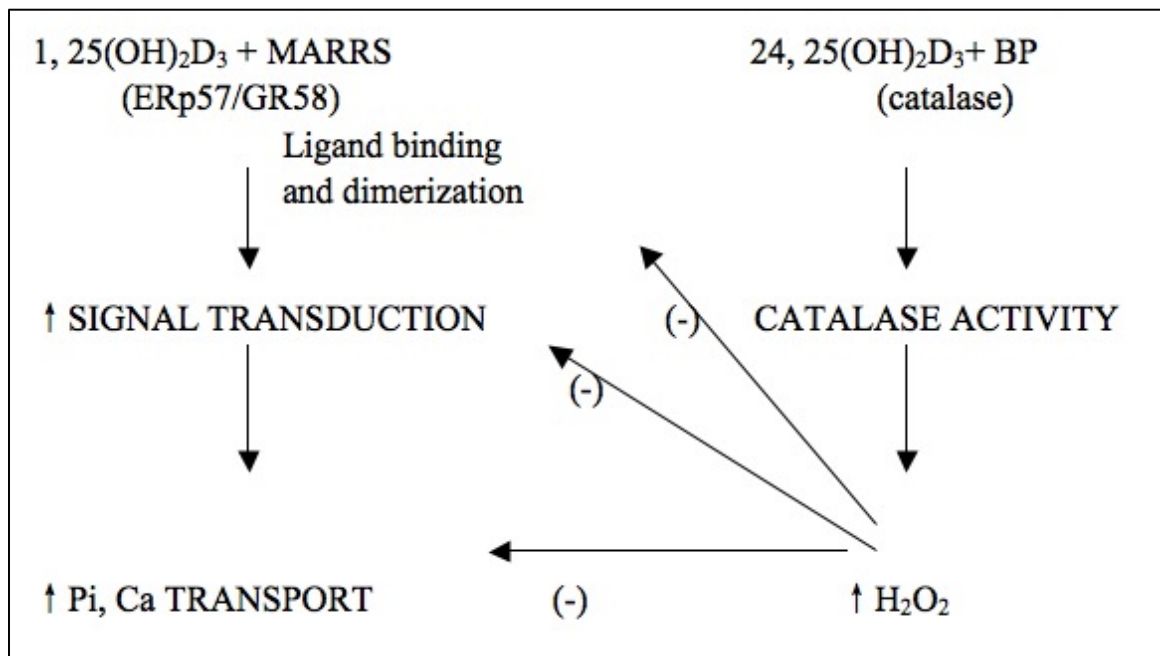 1, 25(OH)₂D₃ + MARRS
(ERp57/GR58)
Ligand binding
and dimerization
24, 25(OH)₂D₃+ BP
(catalase)
↑ SIGNAL TRANSDUCTION
(-)
CATALASE ACTIVITY
(-)
↑ Pi, Ca TRANSPORT
(-)
↑ H₂O₂